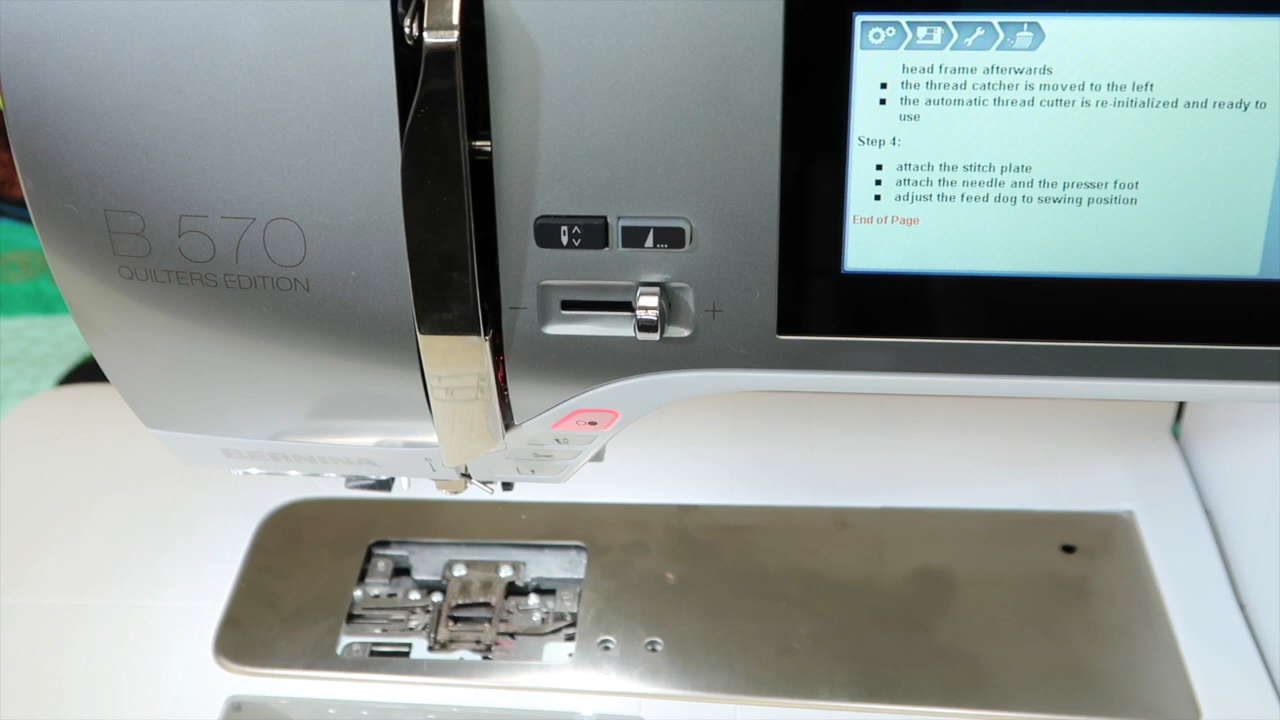 head frame afterwards
the thread catcher is moved to the left
the automatic thread cutter is re-initialized and ready to
use
Step 4:
attach the stitch plate
attach the needle and the presser foot
adjust the feed dog to sewing position
End of Page
B 570
QUILTERS EDITION
- +
BERNINA